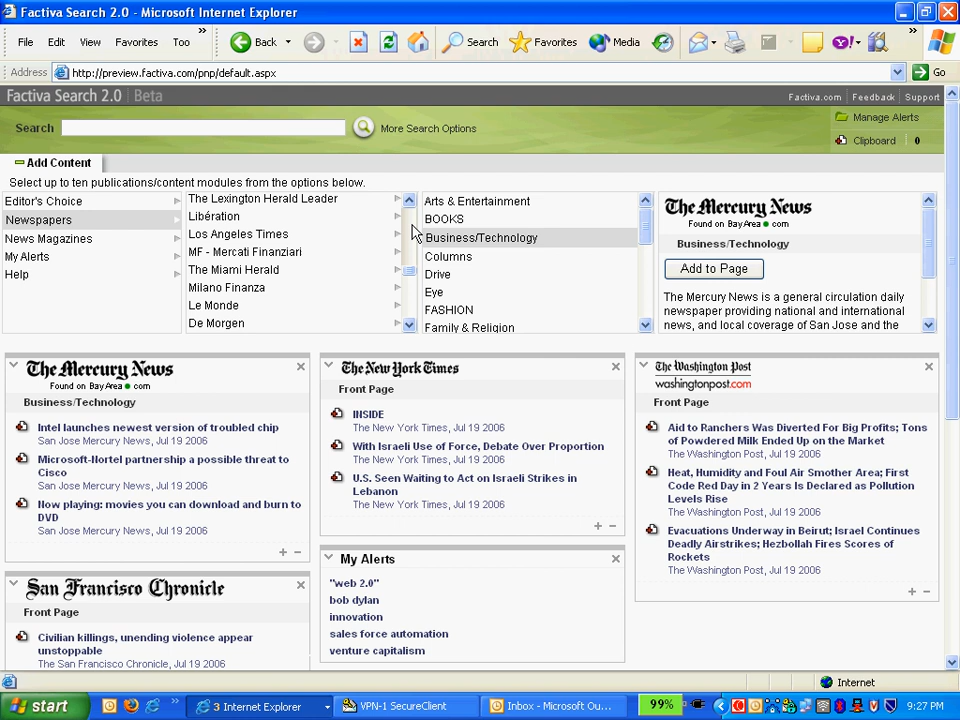 Factiva Search 2.0 - Microsoft Internet Explorer
File Edit View Favorites Too » Back Search Favorites Media »
Address http://preview.factiva.com/pnp/default.aspx Go
Factiva Search 2.0 | Beta
Factiva.com | Feedback | Support
Search More Search Options
Manage Alerts
Clipboard 0
Add Content
Select up to ten publications/content modules from the options below.
Editor's Choice
Newspapers
News Magazines
My Alerts
Help
The Lexington Herald Leader
Libération
Los Angeles Times
MF - Mercati Finanziari
The Miami Herald
Milano Finanza
Le Monde
De Morgen
Arts & Entertainment
BOOKS
Business/Technology
Columns
Drive
Eye
FASHION
Family & Religion
The Mercury News
Found on BayArea.com
Business/Technology
Add to Page
The Mercury News is a general circulation daily
newspaper providing national and international
news, and local coverage of San Jose and the
The Mercury News
Found on BayArea.com
Business/Technology
Intel launches newest version of troubled chip
San Jose Mercury News, Jul 19 2006
Microsoft-Nortel partnership a possible threat to
Cisco
San Jose Mercury News, Jul 19 2006
Now playing: movies you can download and burn to
DVD
San Jose Mercury News, Jul 19 2006
San Francisco Chronicle
Front Page
Civilian killings, unending violence appear
unstoppable
The San Francisco Chronicle, Jul 19 2006
The New York Times
Front Page
INSIDE
The New York Times, Jul 19 2006
With Israeli Use of Force, Debate Over Proportion
The New York Times, Jul 19 2006
U.S. Seen Waiting to Act on Israeli Strikes in
Lebanon
The New York Times, Jul 19 2006
My Alerts
"web 2.0"
bob dylan
innovation
sales force automation
venture capitalism
The Washington Post
washingtonpost.com
Front Page
Aid to Ranchers Was Diverted For Big Profits; Tons
of Powdered Milk Ended Up on the Market
The Washington Post, Jul 19 2006
Heat, Humidity and Foul Air Smother Area; First
Code Red Day in 2 Years Is Declared as Pollution
Levels Rise
The Washington Post, Jul 19 2006
Evacuations Underway in Beirut; Israel Continues
Deadly Airstrikes; Hezbollah Fires Scores of
Rockets
The Washington Post, Jul 19 2006
Internet
start » 3 Internet Explorer VPN-1 SecureClient Inbox - Microsoft Ou... 99% 9:27 PM